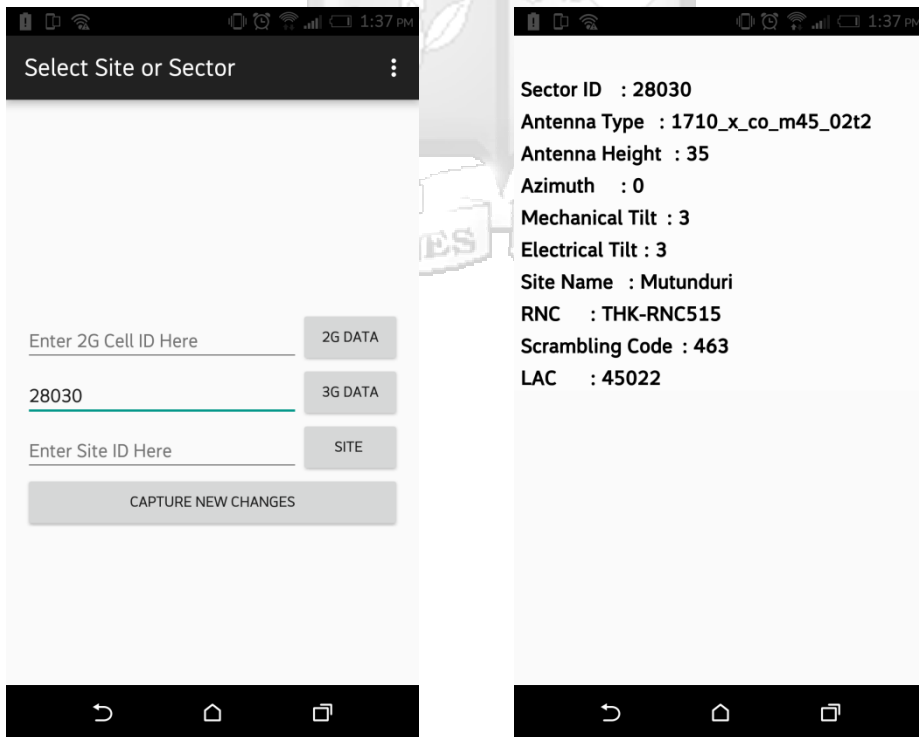 1:37 PM
Select Site or Sector
Enter 2G Cell ID Here
2G DATA
28030
3G DATA
Enter Site ID Here
SITE
CAPTURE NEW CHANGES
1:37 PM
Sector ID : 28030
Antenna Type : 1710_x_co_m45_02t2
Antenna Height : 35
Azimuth : 0
Mechanical Tilt : 3
Electrical Tilt : 3
Site Name : Mutunduri
RNC : THK-RNC515
Scrambling Code : 463
LAC : 45022